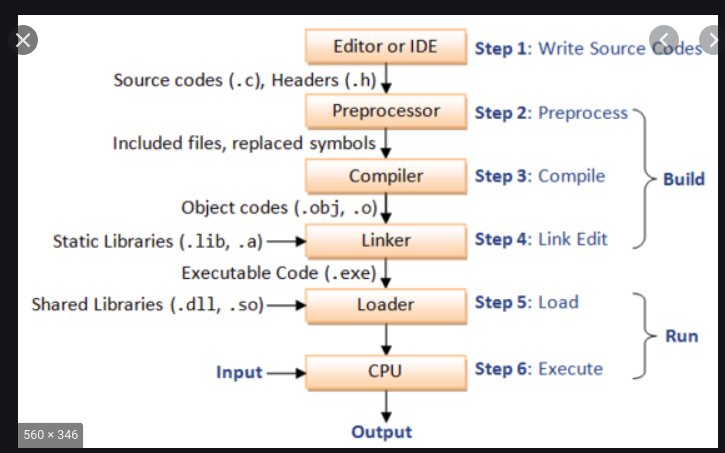 Editor or IDE Step 1: Write Source Codes
Source codes (.c), Headers (.h)
Preprocessor Step 2: Preprocess
Included files, replaced symbols
Compiler Step 3: Compile
Build
Object codes (.obj, .o)
Static Libraries (.lib, .a) Linker Step 4: Link Edit
Executable Code (.exe)
Shared Libraries (.dll, .so) Loader Step 5: Load
Run
Input CPU Step 6: Execute
Output
560 × 346